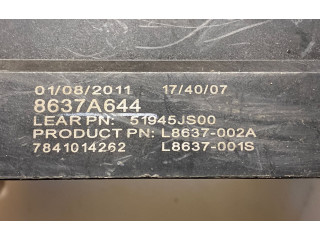 01/08/2011 17/40/07
8637A644
LEAR PN: 51945JS00
PRODUCT PN: L8637-002A
7841014262 L8637-001S